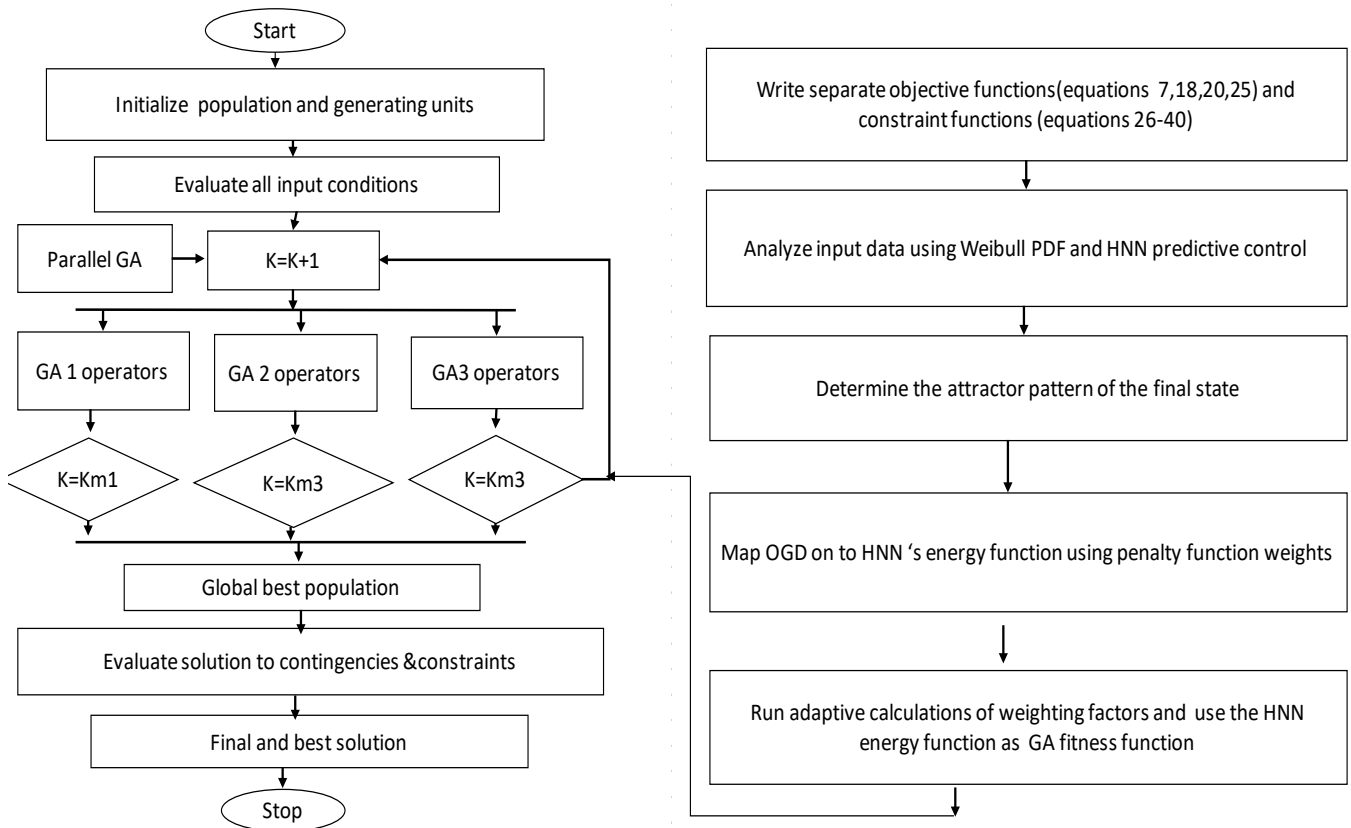 Start
Initialize population and generating units
Evaluate all input conditions
Parallel GA
K=K+1
GA 1 operators
GA 2 operators
GA3 operators
K=Km1
K=Km3
K=Km3
Global best population
Evaluate solution to contingencies &constraints
Final and best solution
Stop
Write separate objective functions(equations 7,18,20,25) and
constraint functions (equations 26-40)
Analyze input data using Weibull PDF and HNN predictive control
Determine the attractor pattern of the final state
Map OGD on to HNN ‘s energy function using penalty function weights
Run adaptive calculations of weighting factors and use the HNN
energy function as GA fitness function